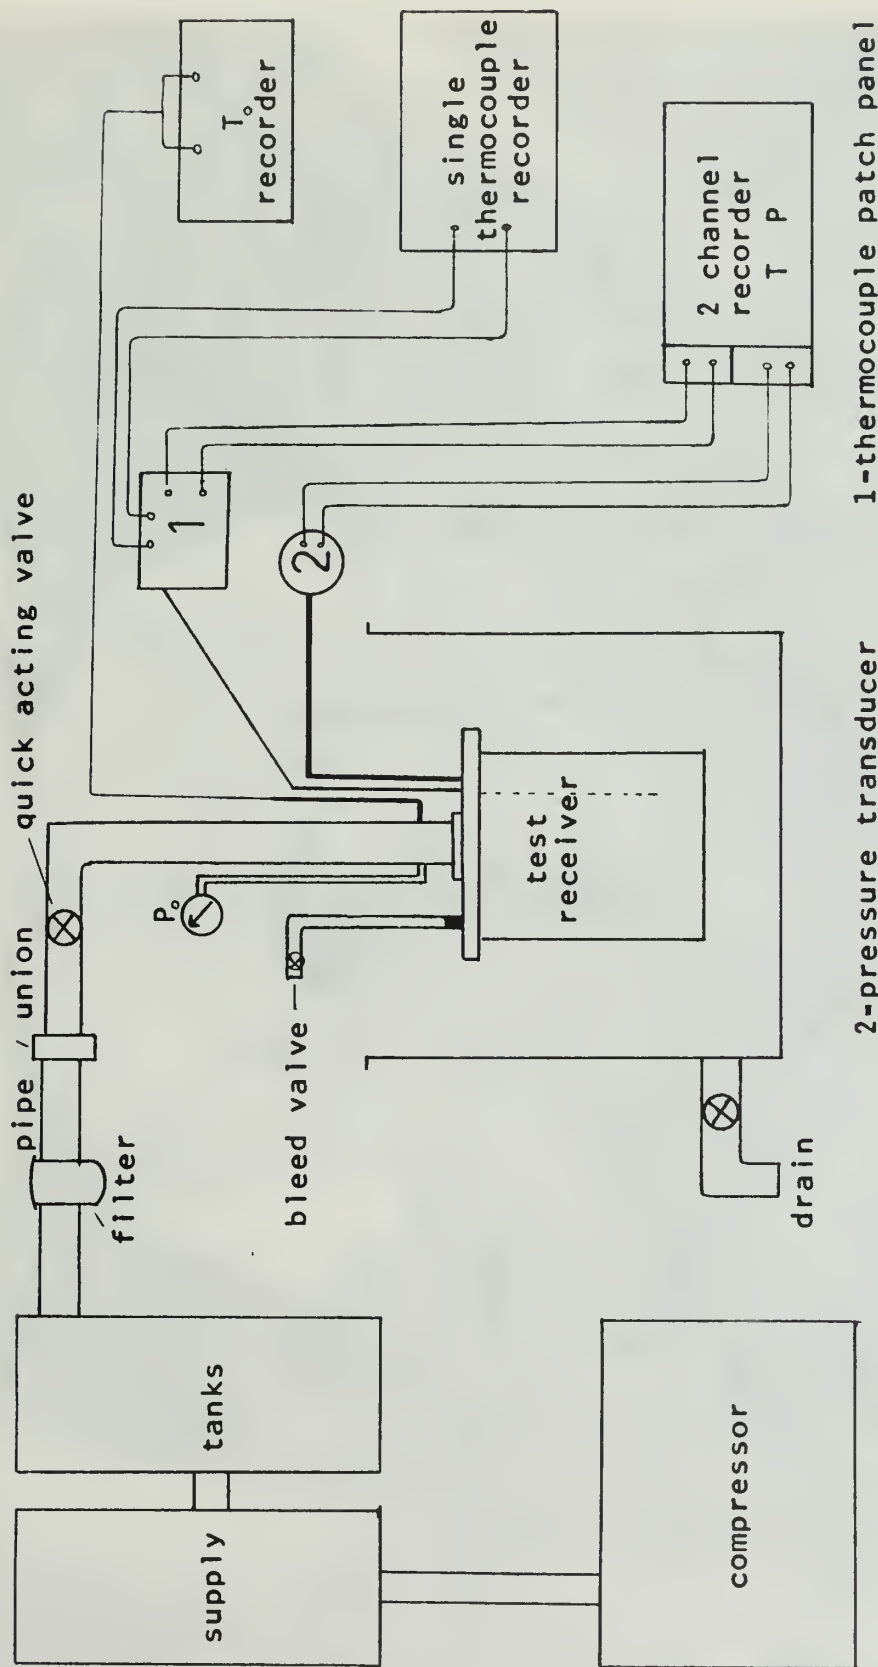 supply
tanks
compressor
filter
pipe union
quick acting valve
bleed valve
P₀
drain
test
receiver
1
2
T₀
recorder
single
thermocouple
recorder
2 channel
recorder
T P
2-pressure transducer
1-thermocouple patch panel